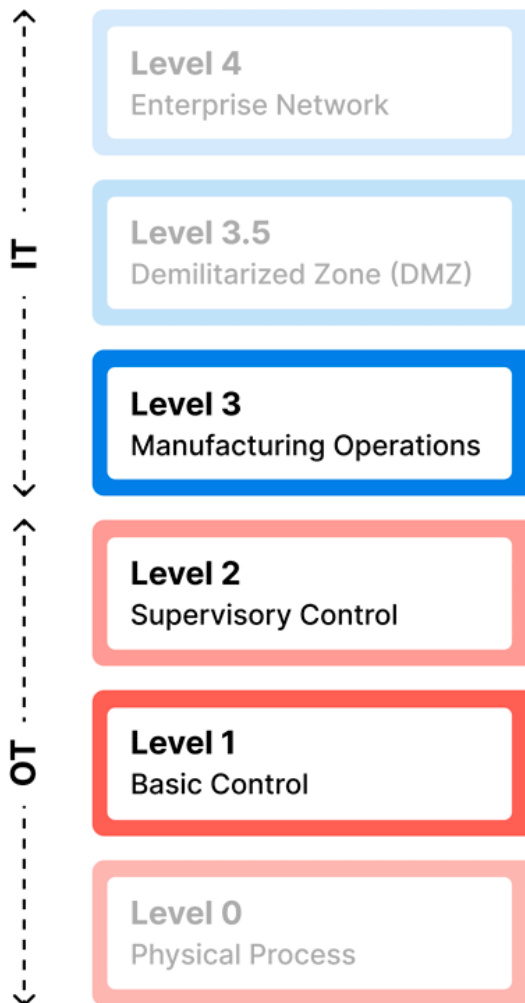 IT
Level 4
Enterprise Network
Level 3.5
Demilitarized Zone (DMZ)
Level 3
Manufacturing Operations
OT
Level 2
Supervisory Control
Level 1
Basic Control
Level 0
Physical Process